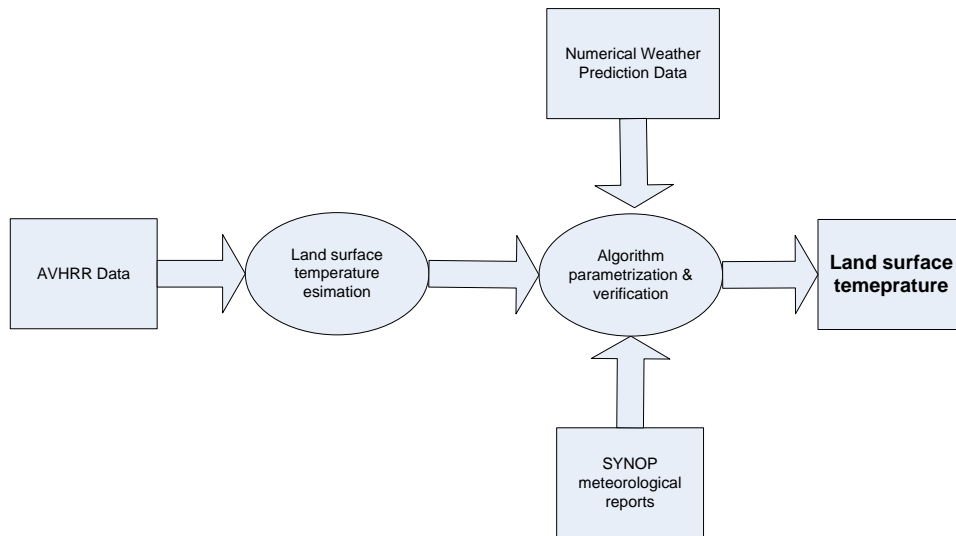 Numerical Weather
Prediction Data
AVHRR Data
Land surface
temperature
esimation
Algorithm
parametrization &
verification
Land surface
temeprature
SYNOP
meteorological
reports